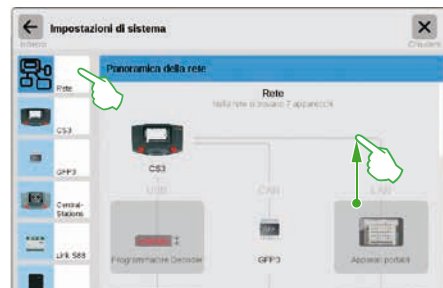 Impostazioni di sistema
Indietro
Chiudere
Rete
CS3
GFP3
Central-
Stations
Link S88
Panoramica della rete
Rete
Nella rete si trovano 7 apparecchi
CS3
USB
CAN
LAN
Programmatore Decoder
GFP3
Apparati portatili